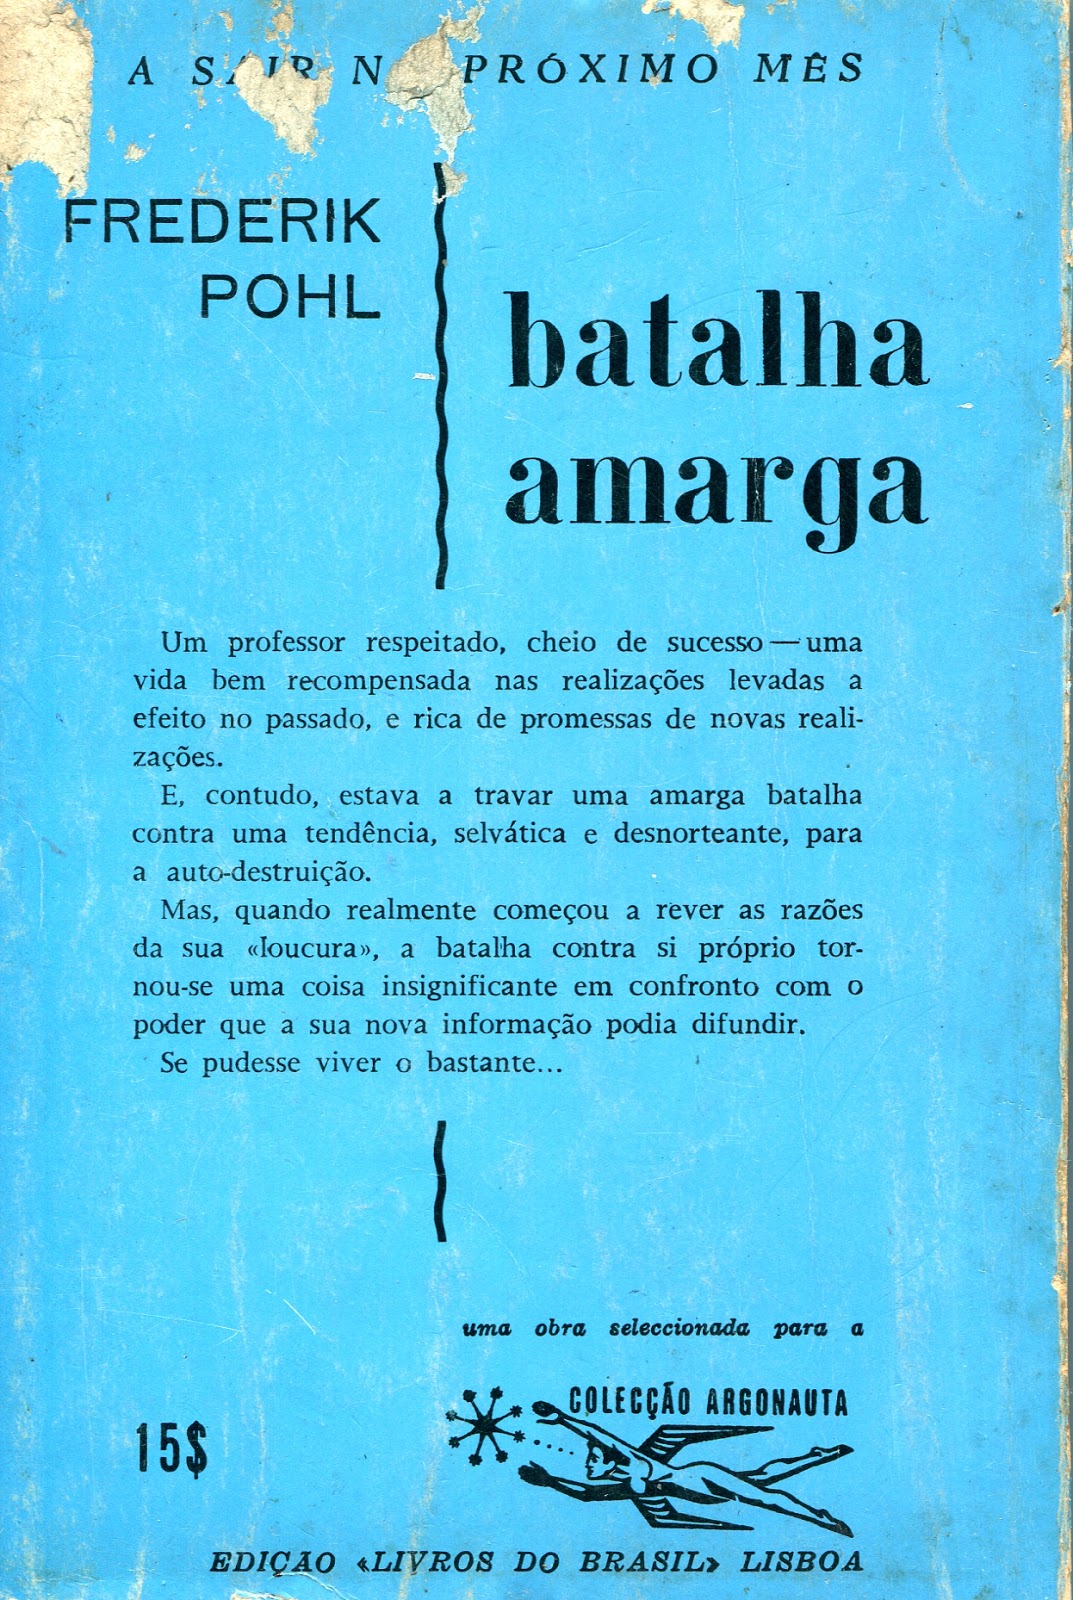 A SAIR N PRÓXIMO MÊS
FREDERIK
POHL
batalha
amarga
Um professor respeitado, cheio de sucesso — uma
vida bem recompensada nas realizações levadas a
efeito no passado, e rica de promessas de novas reali-
zações.
E, contudo, estava a travar uma amarga batalha
contra uma tendência, selvática e desnorteante, para
a auto-destruição.
Mas, quando realmente começou a rever as razões
da sua «loucura», a batalha contra si próprio tor-
nou-se uma coisa insignificante em confronto com o
poder que a sua nova informação podia difundir.
Se pudesse viver o bastante...
uma obra seleccionada para a
COLECÇÃO ARGONAUTA
15$
EDIÇÃO «LIVROS DO BRASIL» LISBOA